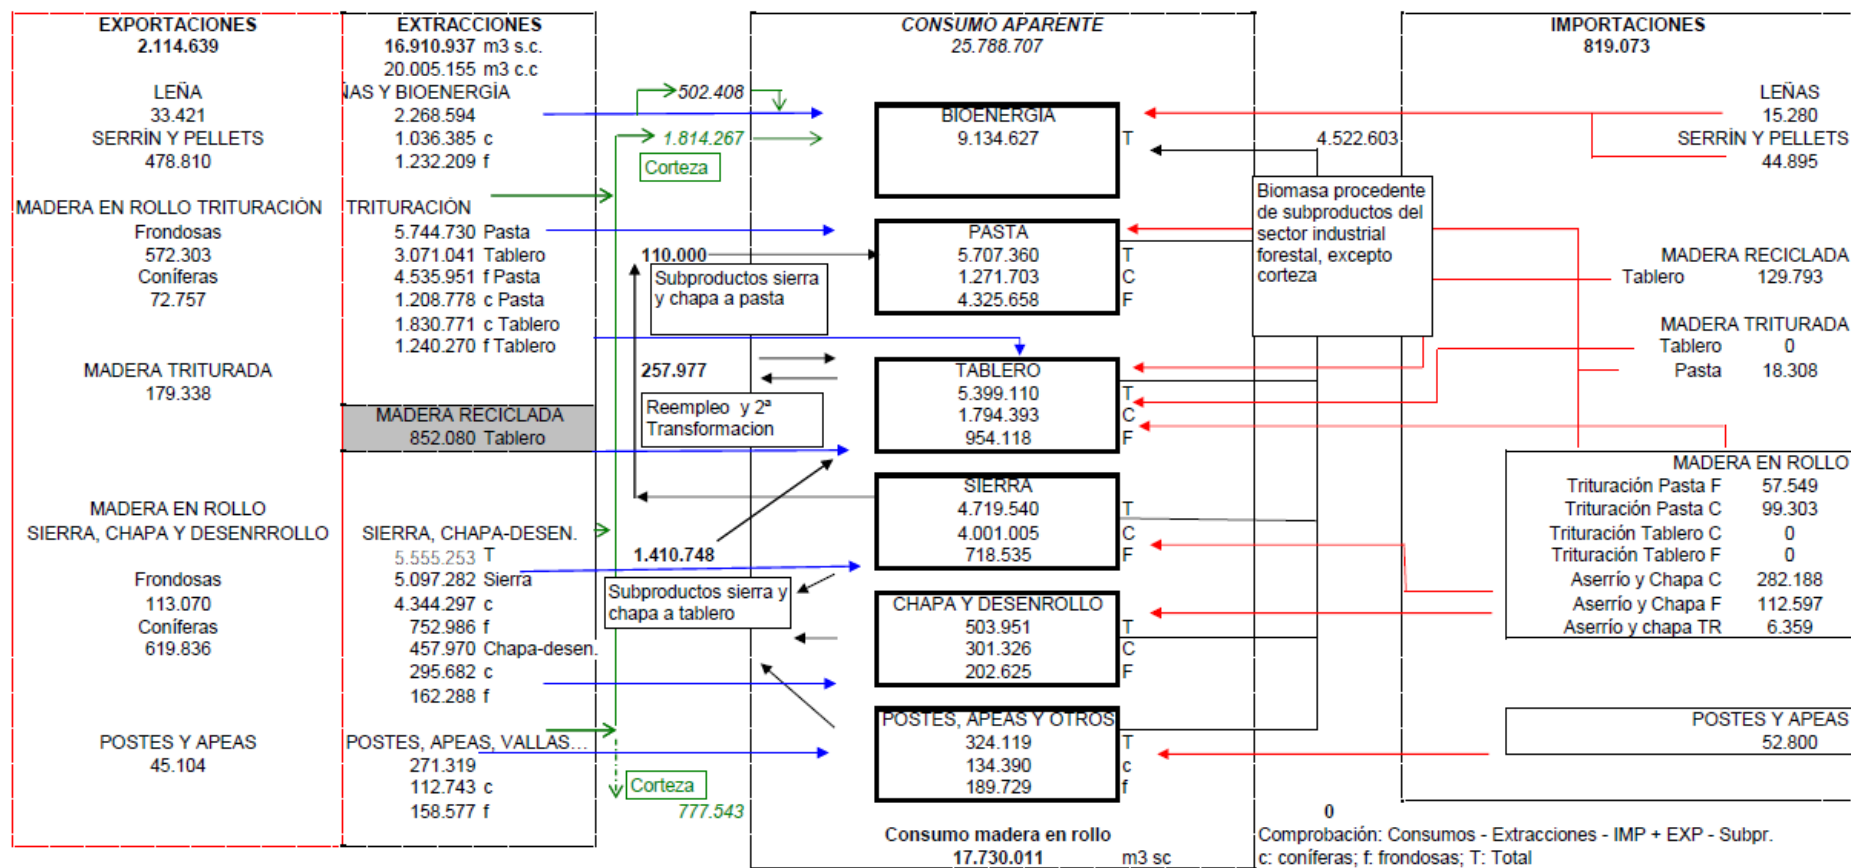 EXPORTACIONES
2.114.639
LEÑA
33.421
SERRÍN Y PELLETS
478.810
MADERA EN ROLLO TRITURACIÓN
Frondosas
572.303
Coníferas
72.757
MADERA TRITURADA
179.338
MADERA EN ROLLO
SIERRA, CHAPA Y DESENRROLLO
Frondosas
113.070
Coníferas
619.836
POSTES Y APEAS
45.104
EXTRACCIONES
16.910.937 m3 s.c.
20.005.155 m3 c.c
ÑAS Y BIOENERGÍA
2.268.594
1.036.385 c
1.232.209 f
TRITURACIÓN
5.744.730 Pasta
3.071.041 Tablero
4.535.951 f Pasta
1.208.778 c Pasta
1.830.771 c Tablero
1.240.270 f Tablero
MADERA RECICLADA
852.080 Tablero
SIERRA, CHAPA-DESEN.
5.555.253 T
5.097.282 Sierra
4.344.297 c
752.986 f
457.970 Chapa-desen.
295.682 c
162.288 f
POSTES, APEAS, VALLAS...
271.319
112.743 c
158.577 f
502.408
1.814.267
Corteza
110.000
Subproductos sierra
y chapa a pasta
257.977
Reempleo y 2ª
Transformacion
1.410.748
Subproductos sierra y
chapa a tablero
Corteza
777.543
CONSUMO APARENTE
25.788.707
BIOENERGIA
9.134.627 T
PASTA
5.707.360 T
1.271.703 C
4.325.658 F
TABLERO
5.399.110 T
1.794.393 C
954.118 F
SIERRA
4.719.540 T
4.001.005 C
718.535 F
CHAPA Y DESENROLLO
503.951 T
301.326 C
202.625 F
POSTES, APEAS Y OTROS
324.119 T
134.390 c
189.729 f
Consumo madera en rollo
17.730.011 m3 sc
4.522.603
Biomasa procedente
de subproductos del
sector industrial
forestal, excepto
corteza
IMPORTACIONES
819.073
LEÑAS
15.280
SERRÍN Y PELLETS
44.895
MADERA RECICLADA
Tablero 129.793
MADERA TRITURADA
Tablero 0
Pasta 18.308
MADERA EN ROLLO
Trituración Pasta F 57.549
Trituración Pasta C 99.303
Trituración Tablero C 0
Trituración Tablero F 0
Aserrío y Chapa C 282.188
Aserrío y Chapa F 112.597
Aserrío y chapa TR 6.359
POSTES Y APEAS
52.800
0
Comprobación: Consumos - Extracciones - IMP + EXP - Subpr.
c: coníferas; f: frondosas; T: Total